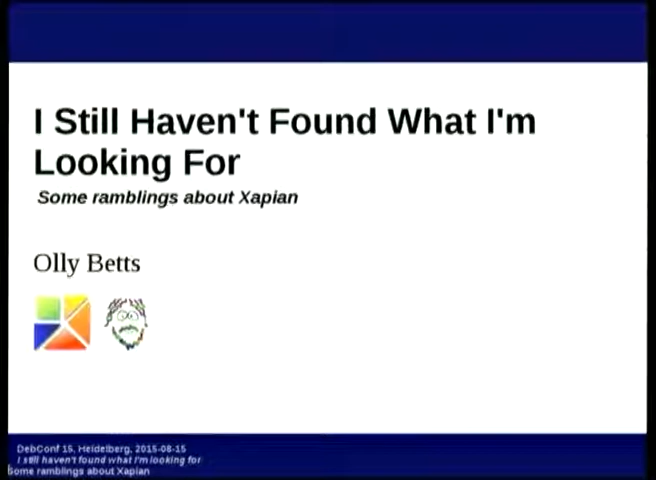 I Still Haven't Found What I'm
Looking For
Some ramblings about Xapian
Olly Betts
DebConf 15, Heidelberg, 2015-08-15
I still haven't found what I'm looking for
Some ramblings about Xapian